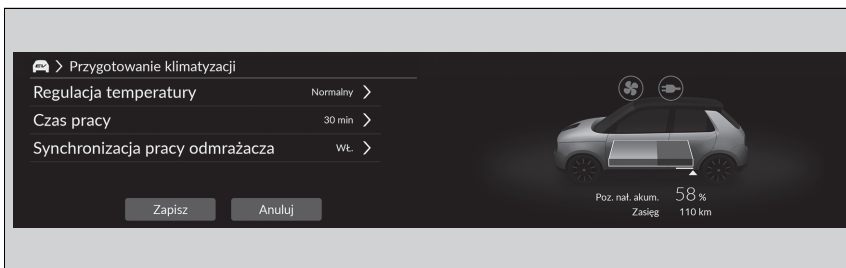 EV > Przygotowanie klimatyzacji
Regulacja temperatury Normalny >
Czas pracy 30 min >
Synchronizacja pracy odmrażacza WŁ. >
Zapisz Anuluj
Poz. nał. akum. 58 %
Zasięg 110 km